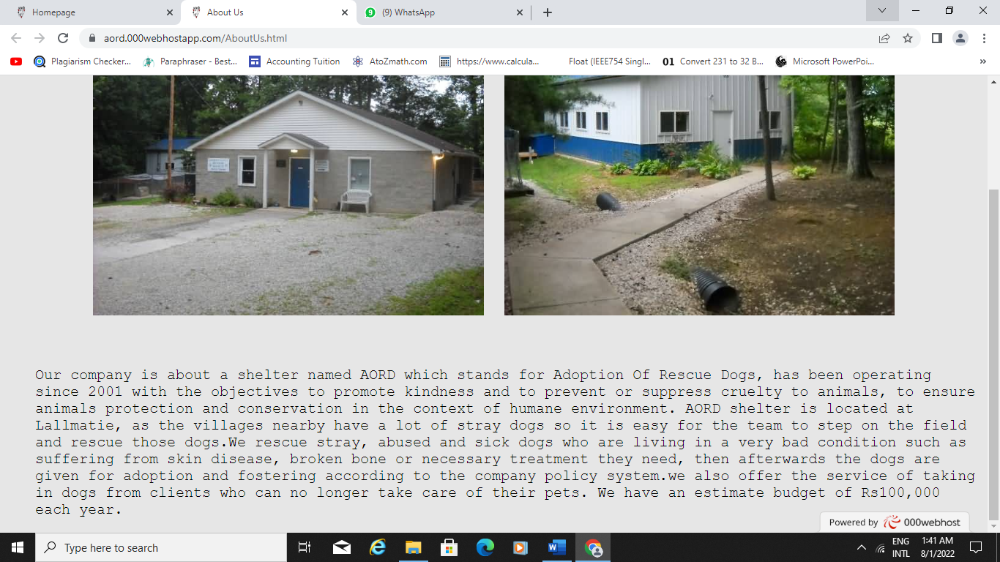 Homepage
About Us
9 (9) WhatsApp
aord.000webhostapp.com/AboutUs.html
Plagiarism Checker...
Paraphraser - Best...
Accounting Tuition
AtoZmath.com
https://www.calcula...
Float (IEEE754 Singl...
01 Convert 231 to 32 B...
Microsoft PowerPoi...
Our company is about a shelter named AORD which stands for Adoption Of Rescue Dogs, has been operating
since 2001 with the objectives to promote kindness and to prevent or suppress cruelty to animals, to ensure
animals protection and conservation in the context of humane environment. AORD shelter is located at
Lallmatie, as the villages nearby have a lot of stray dogs so it is easy for the team to step on the field
and rescue those dogs.We rescue stray, abused and sick dogs who are living in a very bad condition such as
suffering from skin disease, broken bone or necessary treatment they need, then afterwards the dogs are
given for adoption and fostering according to the company policy system.we also offer the service of taking
in dogs from clients who can no longer take care of their pets. We have an estimate budget of Rs100,000
each year.
Powered by 000webhost
Type here to search
W
ENG
INTL
1:41 AM
8/1/2022